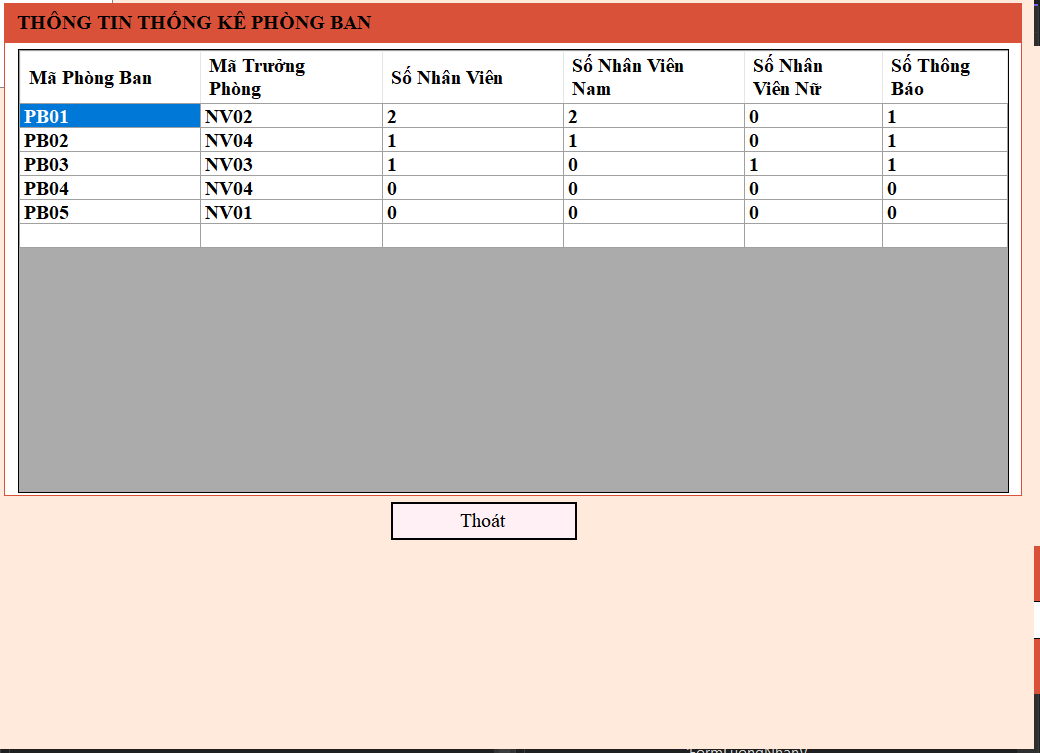 THÔNG TIN THỐNG KÊ PHÒNG BAN
Mã Phòng Ban Mã Trưởng Phòng Số Nhân Viên Số Nhân Viên Nam Số Nhân Viên Nữ Số Thông Báo
PB01 NV02 2 2 0 1
PB02 NV04 1 1 0 1
PB03 NV03 1 0 1 1
PB04 NV04 0 0 0 0
PB05 NV01 0 0 0 0
Thoát